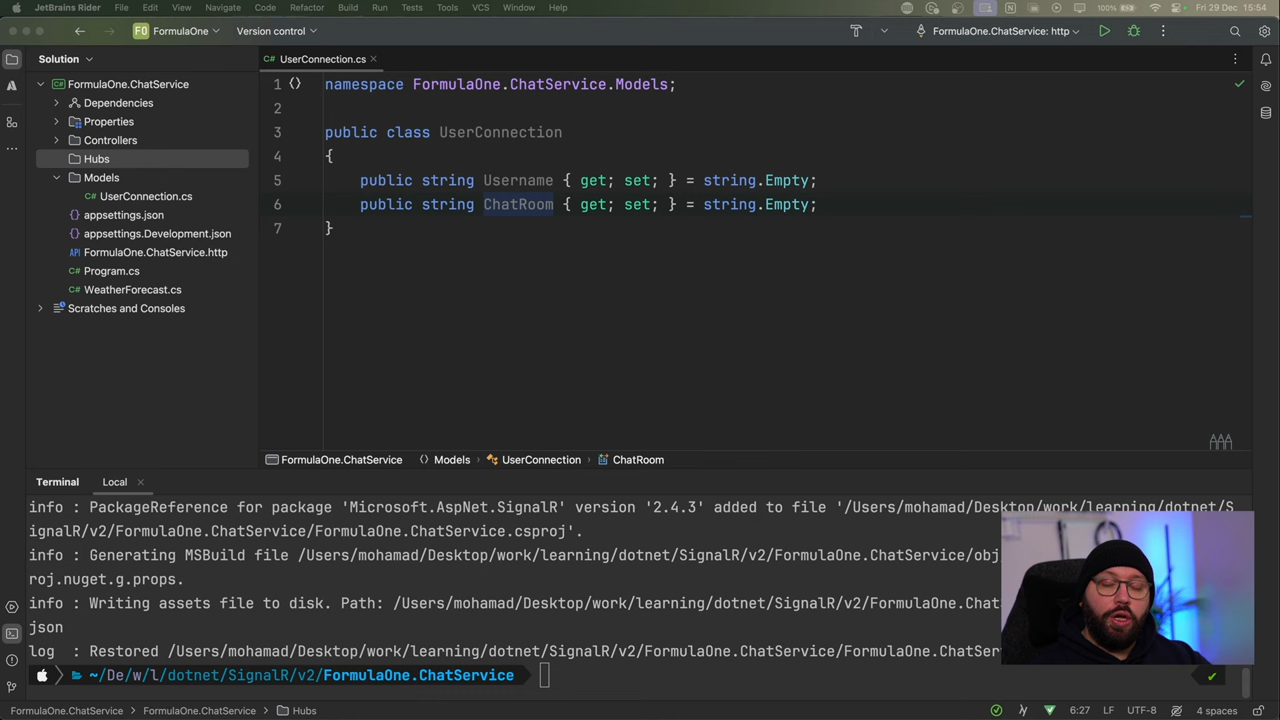 JetBrains Rider File Edit View Navigate Code Refactor Build Run Tests Tools VCS Window Help 100% Fri 29 Dec 15:54
FO FormulaOne Version control FormulaOne.ChatService: http
Solution
UserConnection.cs
C# FormulaOne.ChatService
Dependencies
Properties
Controllers
Hubs
Models
C# UserConnection.cs
appsettings.json
appsettings.Development.json
API FormulaOne.ChatService.http
C# Program.cs
C# WeatherForecast.cs
Scratches and Consoles
1 namespace FormulaOne.ChatService.Models;
2
3 public class UserConnection
4 {
5 public string Username { get; set; } = string.Empty;
6 public string ChatRoom { get; set; } = string.Empty;
7 }
FormulaOne.ChatService Models UserConnection ChatRoom
Terminal Local
info : PackageReference for package 'Microsoft.AspNet.SignalR' version '2.4.3' added to file '/Users/mohamad/Desktop/work/learning/dotnet/S
ignalR/v2/FormulaOne.ChatService/FormulaOne.ChatService.csproj'.
info : Generating MSBuild file /Users/mohamad/Desktop/work/learning/dotnet/SignalR/v2/FormulaOne.ChatService/obj
roj.nuget.g.props.
info : Writing assets file to disk. Path: /Users/mohamad/Desktop/work/learning/dotnet/SignalR/v2/FormulaOne.Chat
json
log : Restored /Users/mohamad/Desktop/work/learning/dotnet/SignalR/v2/FormulaOne.ChatService/FormulaOne.ChatServ
~/De/w/l/dotnet/SignalR/v2/FormulaOne.ChatService
FormulaOne.ChatService FormulaOne.ChatService Hubs 6:27 LF UTF-8 4 spaces